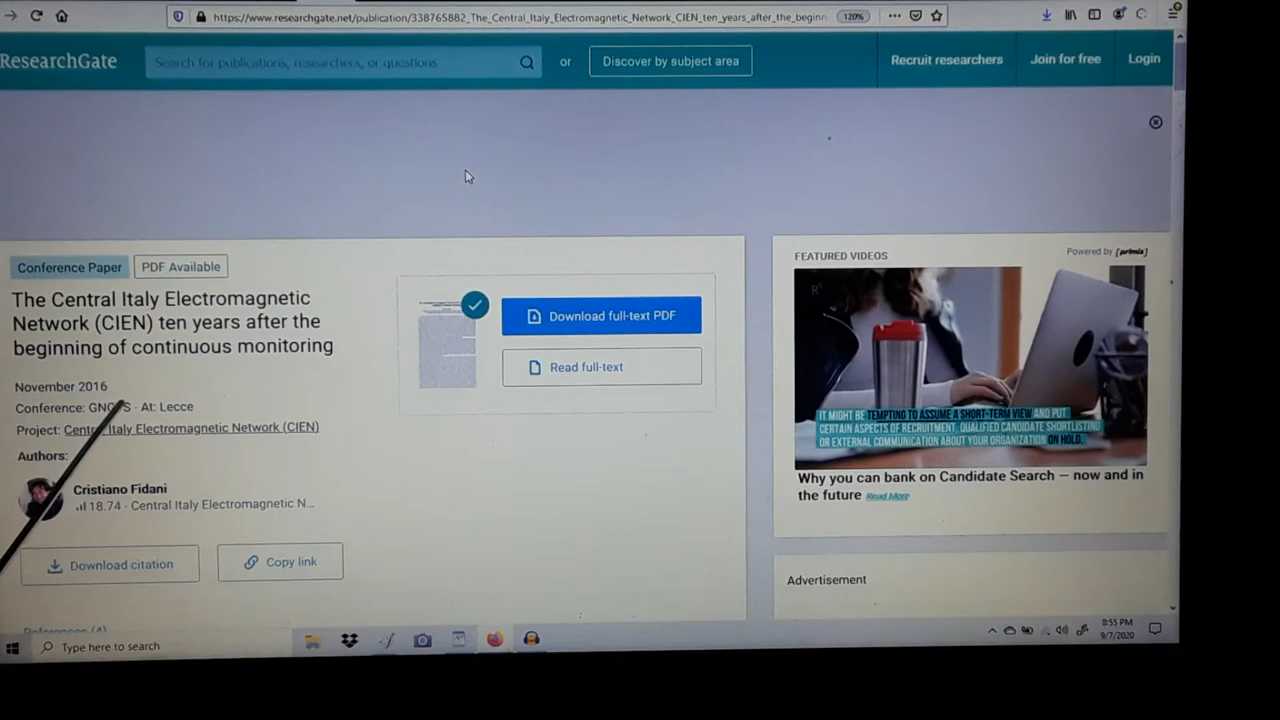 https://www.researchgate.net/publication/338765882_The_Central_Italy_Electromagnetic_Network_CIEN_ten_years_after_the_beginn
120%
ResearchGate
Search for publications, researchers, or questions
or
Discover by subject area
Recruit researchers
Join for free
Login
Conference Paper
PDF Available
The Central Italy Electromagnetic
Network (CIEN) ten years after the
beginning of continuous monitoring
November 2016
Conference: · At: Lecce
Project: Italy Electromagnetic Network (CIEN)
Authors:
Cristiano Fidani
18.74 · Central Italy Electromagnetic N...
Download citation
Copy link
References (4)
Download full-text PDF
Read full-text
FEATURED VIDEOS
Powered by [primis]
IT MIGHT BE TEMPTING TO ASSUME A SHORT-TERM VIEW AND PUT
CERTAIN ASPECTS OF RECRUITMENT, QUALIFIED CANDIDATE SHORTLISTING
OR EXTERNAL COMMUNICATION ABOUT YOUR ORGANIZATION ON HOLD.
Why you can bank on Candidate Search — now and in
the future Read More
Advertisement
Type here to search
8:55 PM
9/7/2020